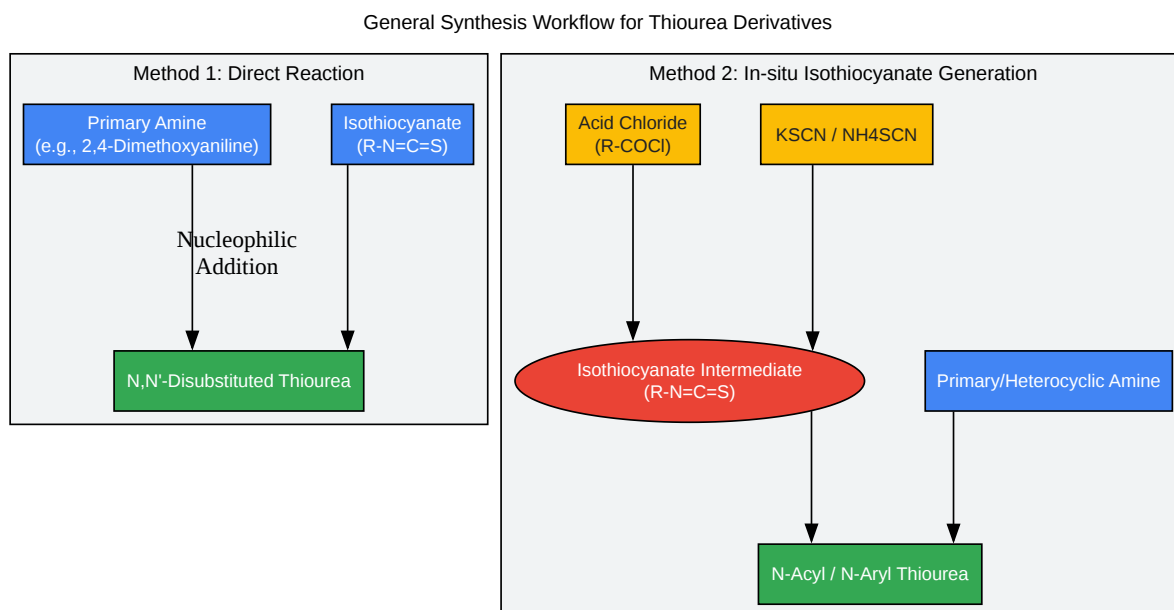 General Synthesis Workflow for Thiourea Derivatives
Method 1: Direct Reaction
Primary Amine
(e.g., 2,4-Dimethoxyaniline)
Isothiocyanate
(R-N=C=S)
Nucleophilic
Addition
N,N'-Disubstituted Thiourea
Method 2: In-situ Isothiocyanate Generation
Acid Chloride
(R-COCl)
KSCN / NH4SCN
Isothiocyanate Intermediate
(R-N=C=S)
Primary/Heterocyclic Amine
N-Acyl / N-Aryl Thiourea